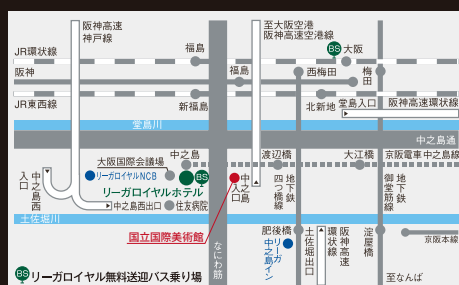 阪神高速
神戸線
至大阪空港
阪神高速空港線
JR環状線
福島
BS
大阪
阪神
福島
西梅田
梅田
JR東西線
新福島
北新地
堂島入口
阪神高速環状線
堂島川
中之島通
中之島
渡辺橋
大江橋
京阪電車中之島線
大阪国際会議場
リーガロイヤルNCB
BS
リーガロイヤルホテル
中之島入口
地下鉄
四つ橋線
地下鉄
御堂筋線
中之島西
入口
中之島西出口
住友病院
土佐堀川
国立国際美術館
なにわ筋
肥後橋
リーガ
中之島イン
土佐堀出口
阪神高速
環状線
淀屋橋
京阪本線
至なんば
BS
リーガロイヤル無料送迎バス乗り場